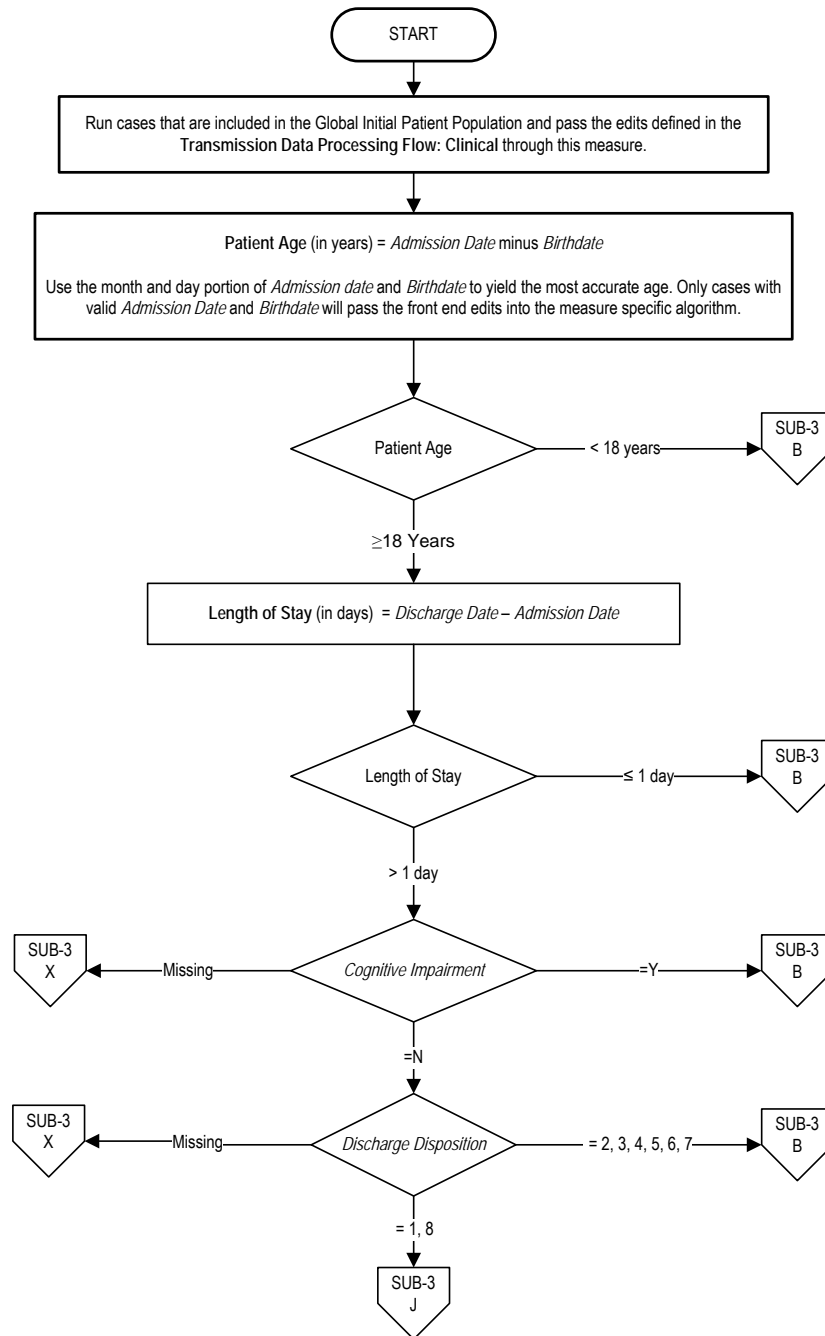 START
Run cases that are included in the Global Initial Patient Population and pass the edits defined in the
Transmission Data Processing Flow: Clinical through this measure.
Patient Age (in years) = Admission Date minus Birthdate
Use the month and day portion of Admission date and Birthdate to yield the most accurate age. Only cases with
valid Admission Date and Birthdate will pass the front end edits into the measure specific algorithm.
Patient Age
< 18 years
SUB-3
B
≥18 Years
Length of Stay (in days) = Discharge Date – Admission Date
Length of Stay
≤ 1 day
SUB-3
B
> 1 day
SUB-3
X
Missing
Cognitive Impairment
=Y
SUB-3
B
=N
SUB-3
X
Missing
Discharge Disposition
= 2, 3, 4, 5, 6, 7
SUB-3
B
= 1, 8
SUB-3
J